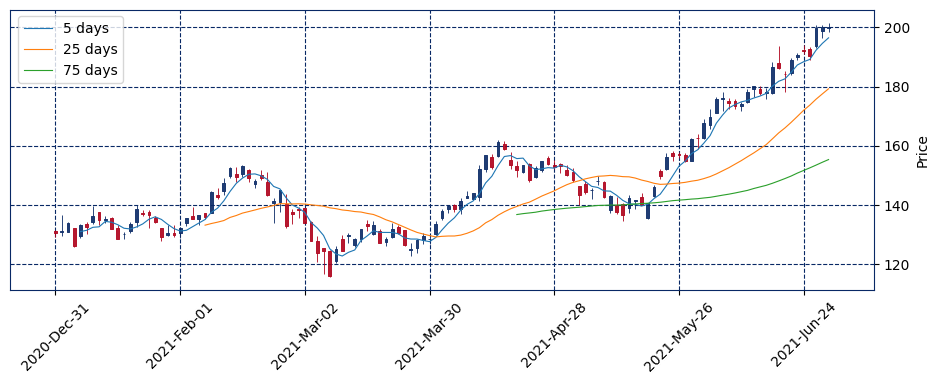 5 days
25 days
75 days
200
180
160
140
120
Price
2020-Dec-31
2021-Feb-01
2021-Mar-02
2021-Mar-30
2021-Apr-28
2021-May-26
2021-Jun-24